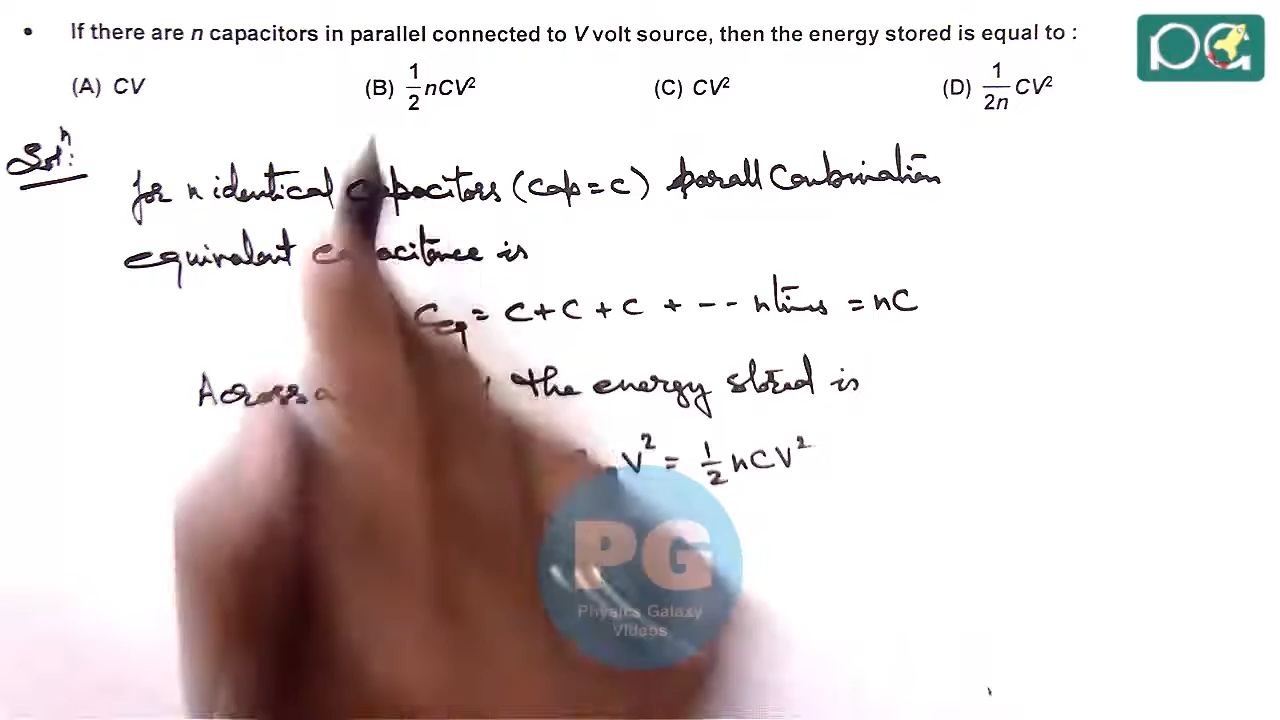 • If there are n capacitors in parallel connected to V volt source, then the energy stored is equal to :
(A) CV (B) 1/2 nCV² (C) CV² (D) 1/2n CV²
PG
Solⁿ:
for n identical capacitors (cap = C) parall Combination
equivalent capacitance is
Ceq = C + C + C + --- n times = nC
Across a the energy stored is
V² = 1/2 nCV²
PG
Physics Galaxy
Videos